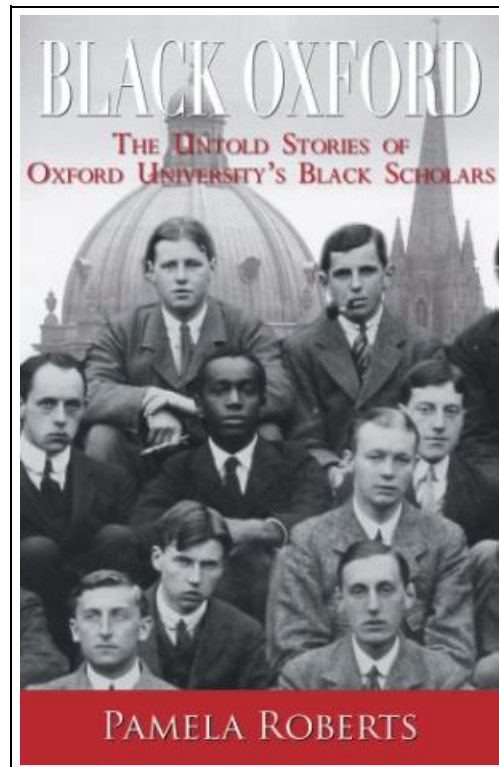 BLACK OXFORD
THE UNTOLD STORIES OF
OXFORD UNIVERSITY'S BLACK SCHOLARS
PAMELA ROBERTS